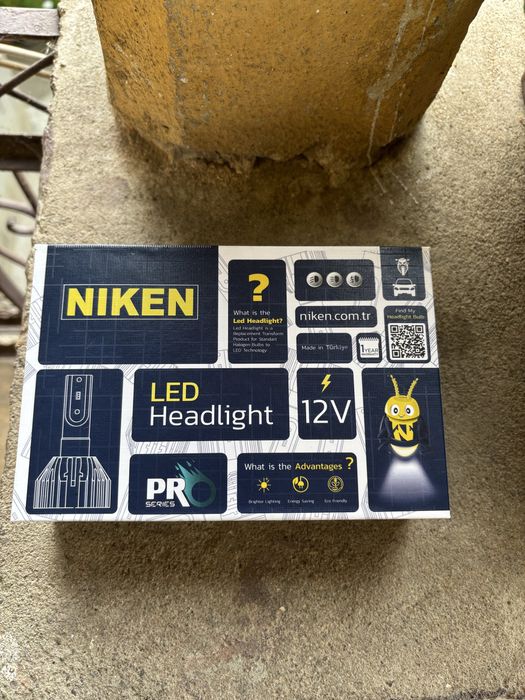 NIKEN
?
What is the
Led Headlight?
Led Headlight is a
Replacement Transform
Product for Standard
Halogen Bulbs to
LED Technology
niken.com.tr
Made in Türkiye
1 YEAR
Find My
Headlight Bulb
LED
Headlight
12V
N
PRO
SERIES
What is the Advantages ?
Brighter Lighting
Energy Saving
Eco Friendly